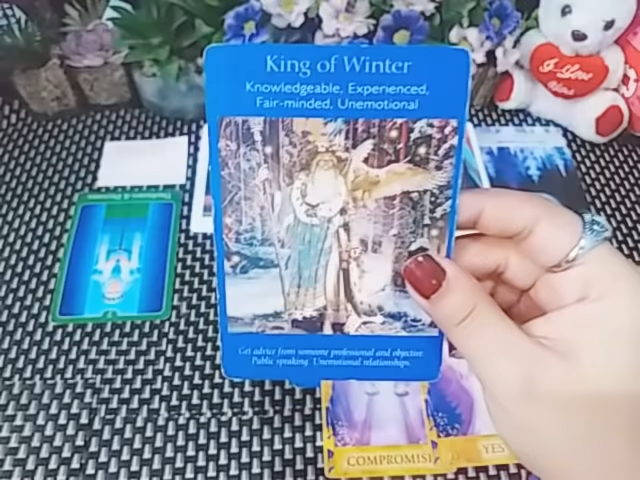 King of Winter
Knowledgeable, Experienced,
Fair-minded, Unemotional
Get advice from someone professional and objective.
Public speaking. Unemotional relationships.
I Love
You
COMPROMISE
YES